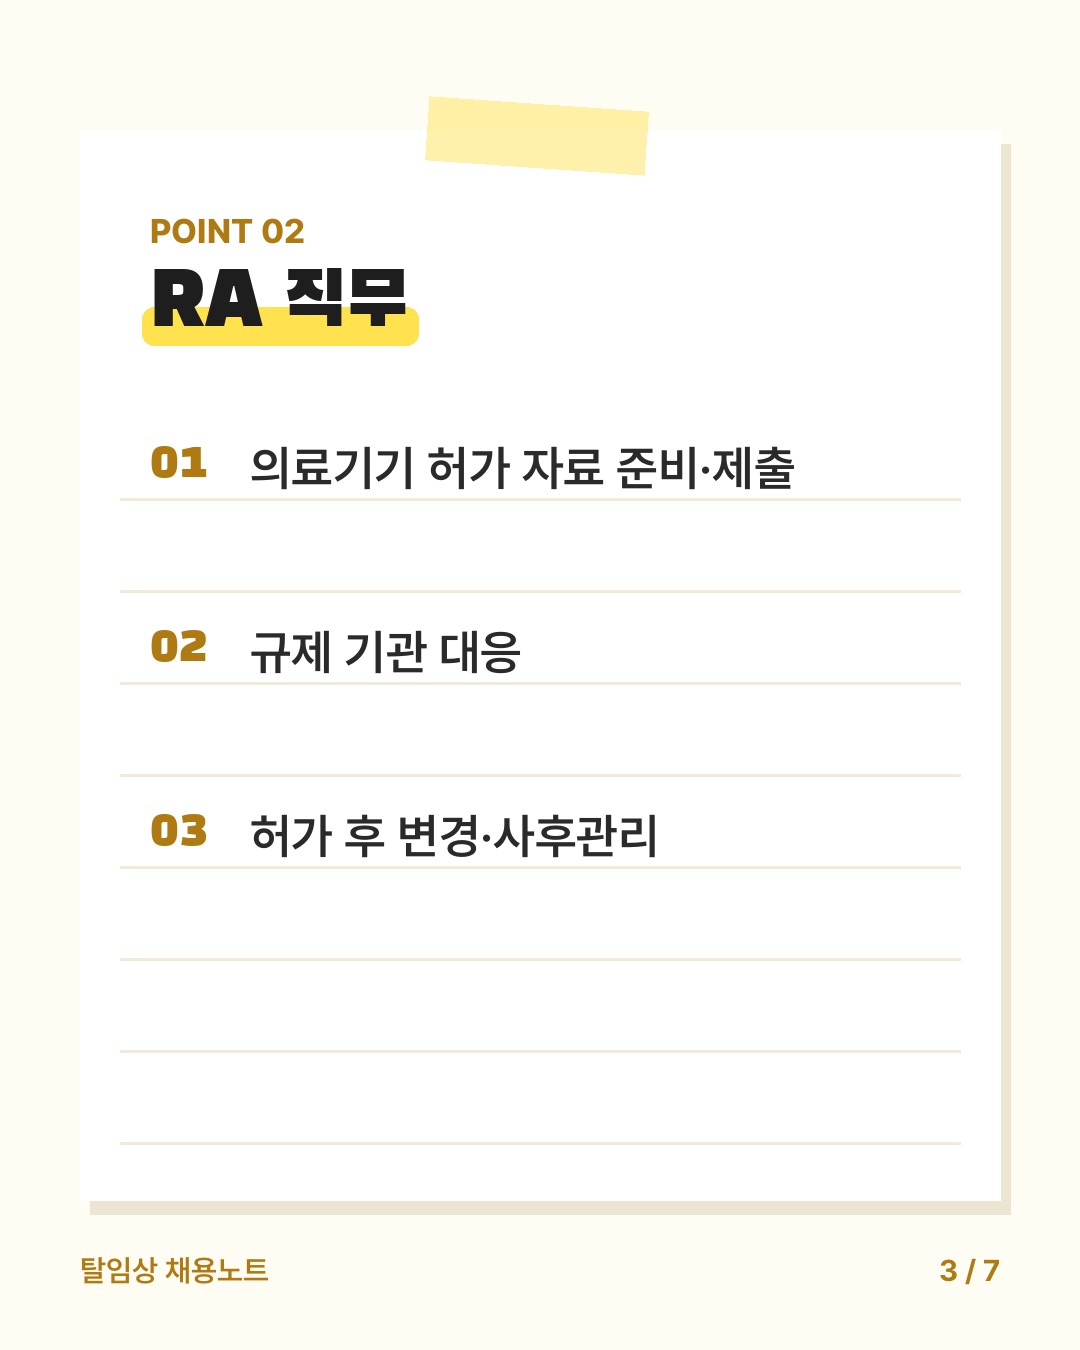 POINT 02
RA 직무
01 의료기기 허가 자료 준비·제출
02 규제 기관 대응
03 허가 후 변경·사후관리
탈임상 채용노트
3 / 7